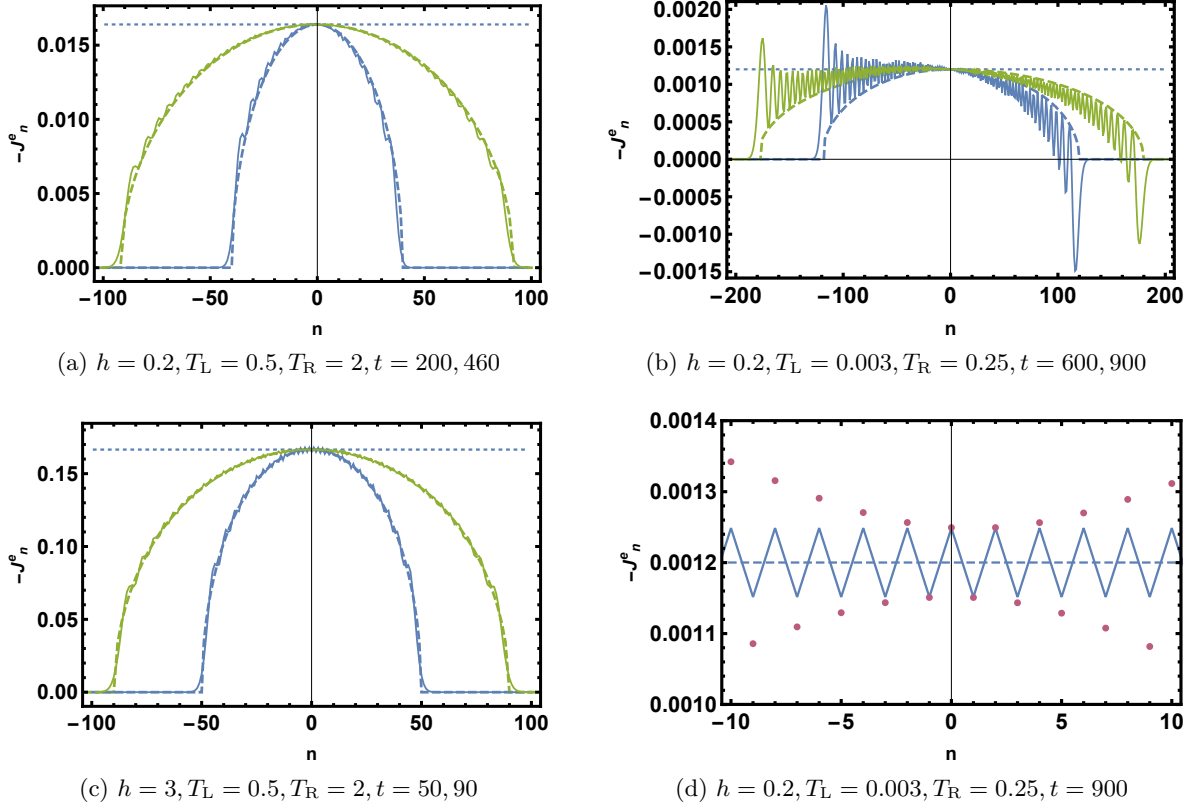 0.015
0.010
0.005
0.000
-Jᵉₙ
−100 −50 0 50 100
n
(a) h = 0.2, T_L = 0.5, T_R = 2, t = 200, 460
0.0020
0.0015
0.0010
0.0005
0.0000
−0.0005
−0.0010
−0.0015
-Jᵉₙ
−200 −100 0 100 200
n
(b) h = 0.2, T_L = 0.003, T_R = 0.25, t = 600, 900
0.15
0.10
0.05
0.00
-Jᵉₙ
−100 −50 0 50 100
n
(c) h = 3, T_L = 0.5, T_R = 2, t = 50, 90
0.0014
0.0013
0.0012
0.0011
0.0010
-Jᵉₙ
−10 −5 0 5 10
n
(d) h = 0.2, T_L = 0.003, T_R = 0.25, t = 900